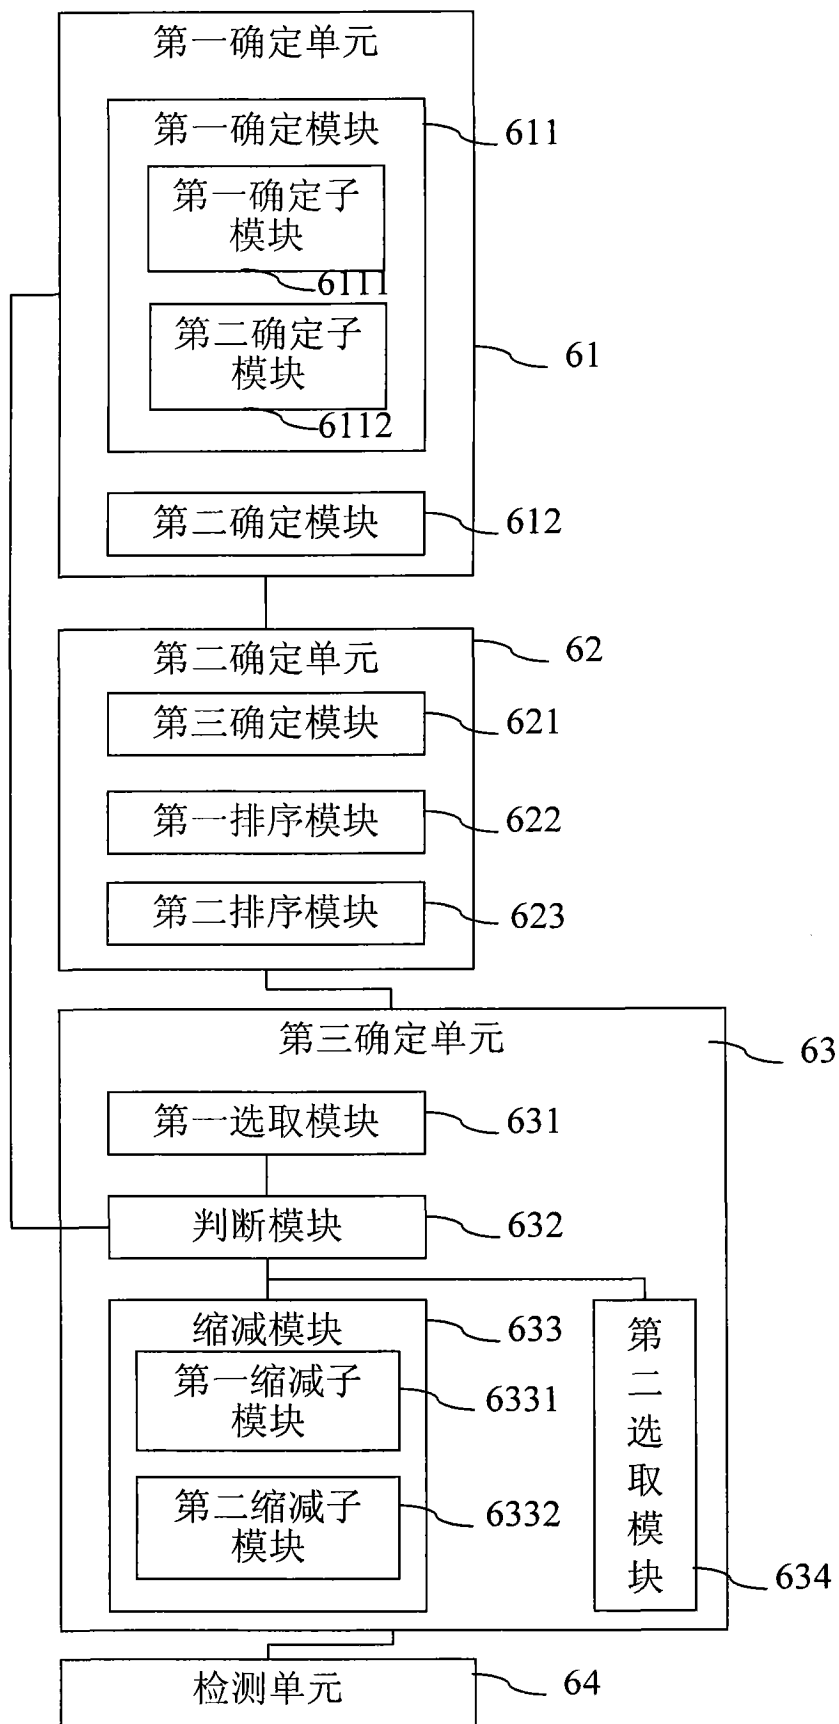 第一确定单元
第一确定模块
611
第一确定子
模块
6111
第二确定子
模块
6112
61
第二确定模块
612
第二确定单元
62
第三确定模块
621
第一排序模块
622
第二排序模块
623
第三确定单元
63
第一选取模块
631
判断模块
632
缩减模块
633
第一缩减子
模块
6331
第二缩减子
模块
6332
第二选取模块
634
检测单元
64